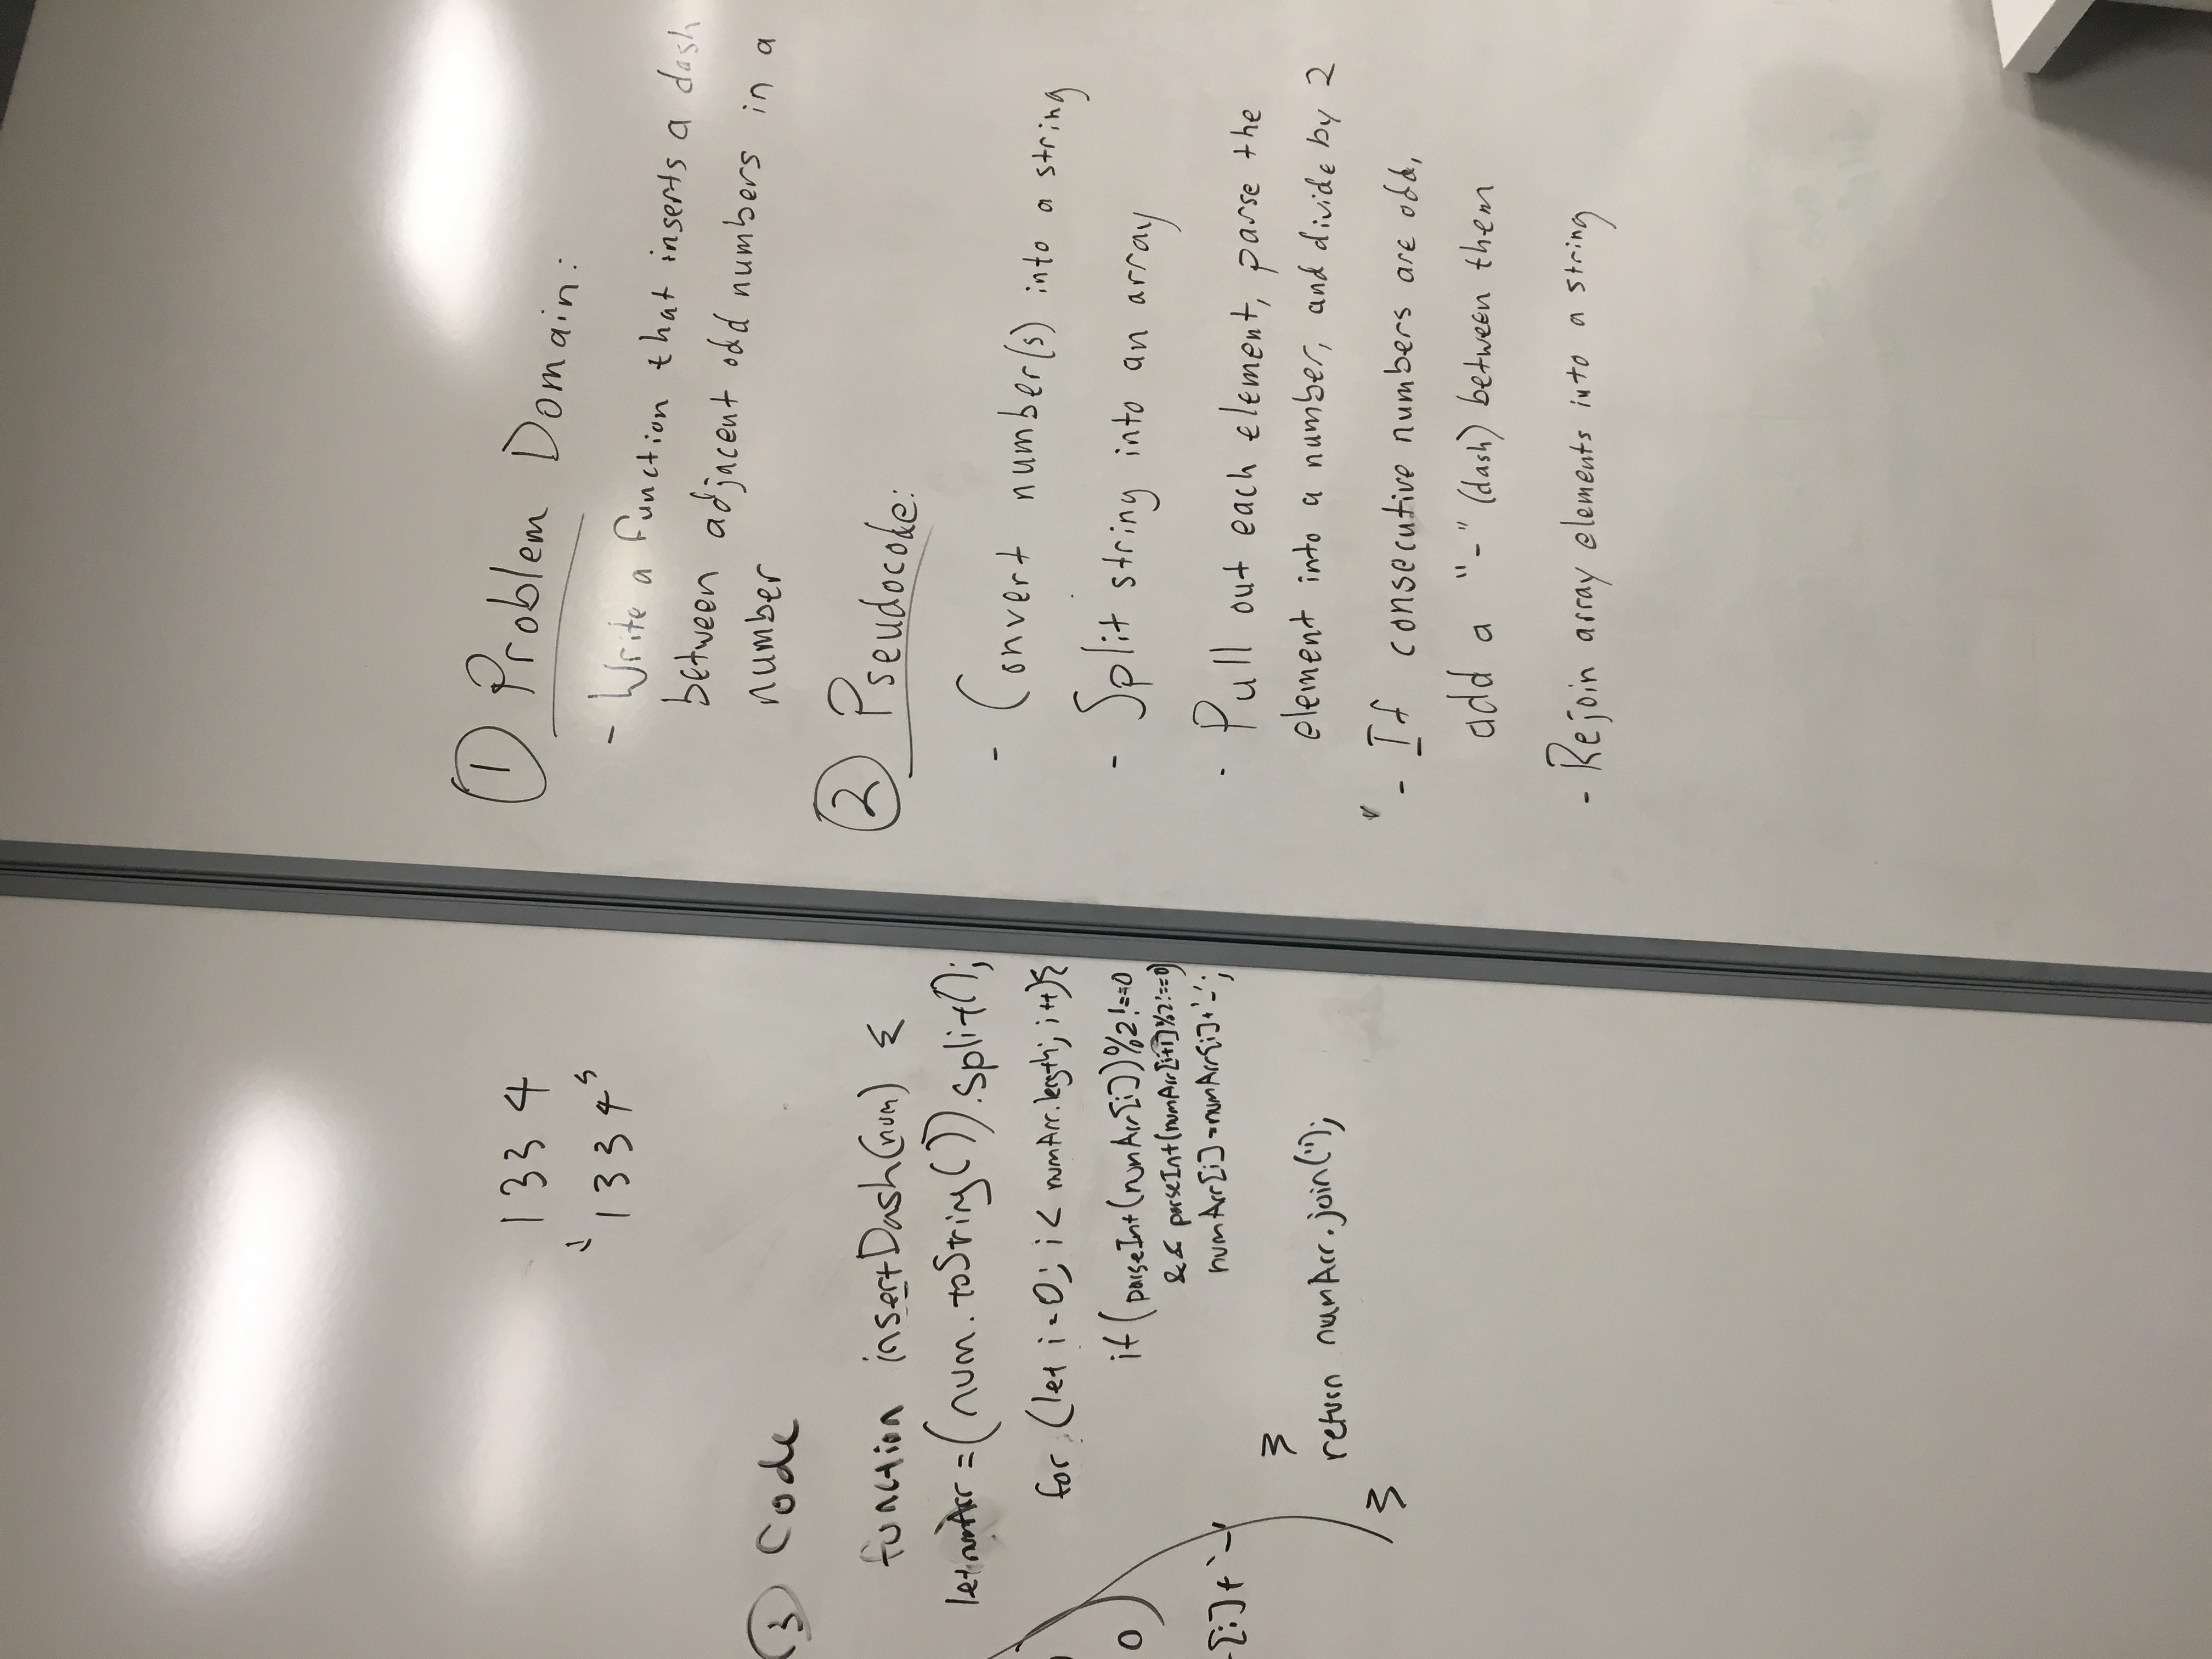 1334
'1334'
③ Code
function insertDash(num) {
let numArr = (num.toString()).split();
for (let i=0; i< numArr.length; i++){
if (parseInt(numArr[i])%2!==0
&& parseInt(numArr[i+1]%2!==0)
numArr[i]=numArr[i]+'-';
}
return numArr.join('');
}
)
0)
[i]+'-'
① Problem Domain:
- Write a function that inserts a dash
between adjacent odd numbers in a
number
② Pseudocode:
- Convert number(s) into a string
- Split string into an array
- Pull out each element, parse the
element into a number, and divide by 2
- If consecutive numbers are odd,
add a "-" (dash) between them
- Rejoin array elements into a string